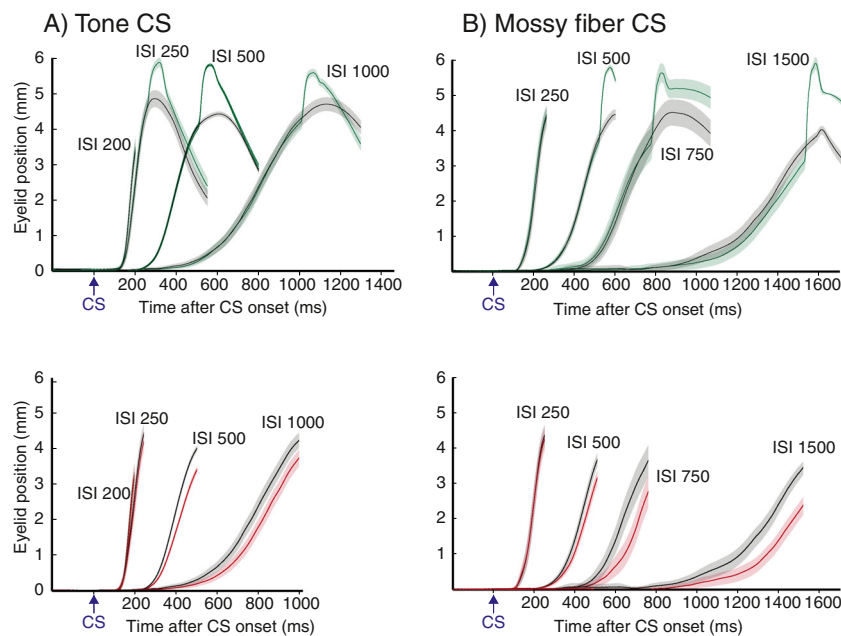 A) Tone CS
B) Mossy fiber CS
Eyelid position (mm)
6
5
4
3
2
1
0
ISI 200
ISI 250
ISI 500
ISI 1000
200 400 600 800 1000 1200 1400
CS
Time after CS onset (ms)
Eyelid position (mm)
6
5
4
3
2
1
0
ISI 250
ISI 500
ISI 750
ISI 1500
200 400 600 800 1000 1200 1400 1600
CS
Time after CS onset (ms)
Eyelid position (mm)
6
5
4
3
2
1
0
ISI 200
ISI 250
ISI 500
ISI 1000
200 400 600 800 1000
CS
Time after CS onset (ms)
Eyelid position (mm)
6
5
4
3
2
1
ISI 250
ISI 500
ISI 750
ISI 1500
200 400 600 800 1000 1200 1400 1600
CS
Time after CS onset (ms)